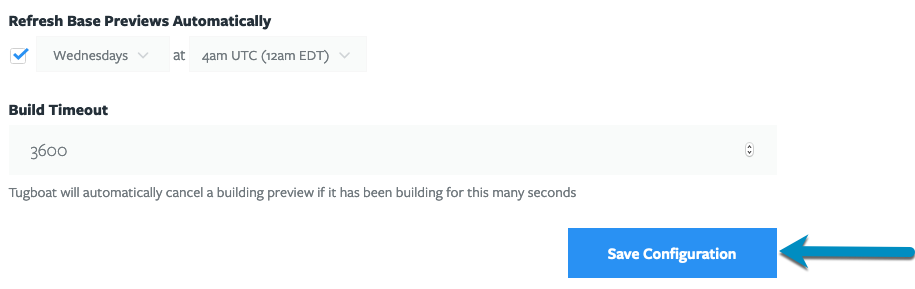 Refresh Base Previews Automatically
Wednesdays at 4am UTC (12am EDT)
Build Timeout
3600
Tugboat will automatically cancel a building preview if it has been building for this many seconds
Save Configuration